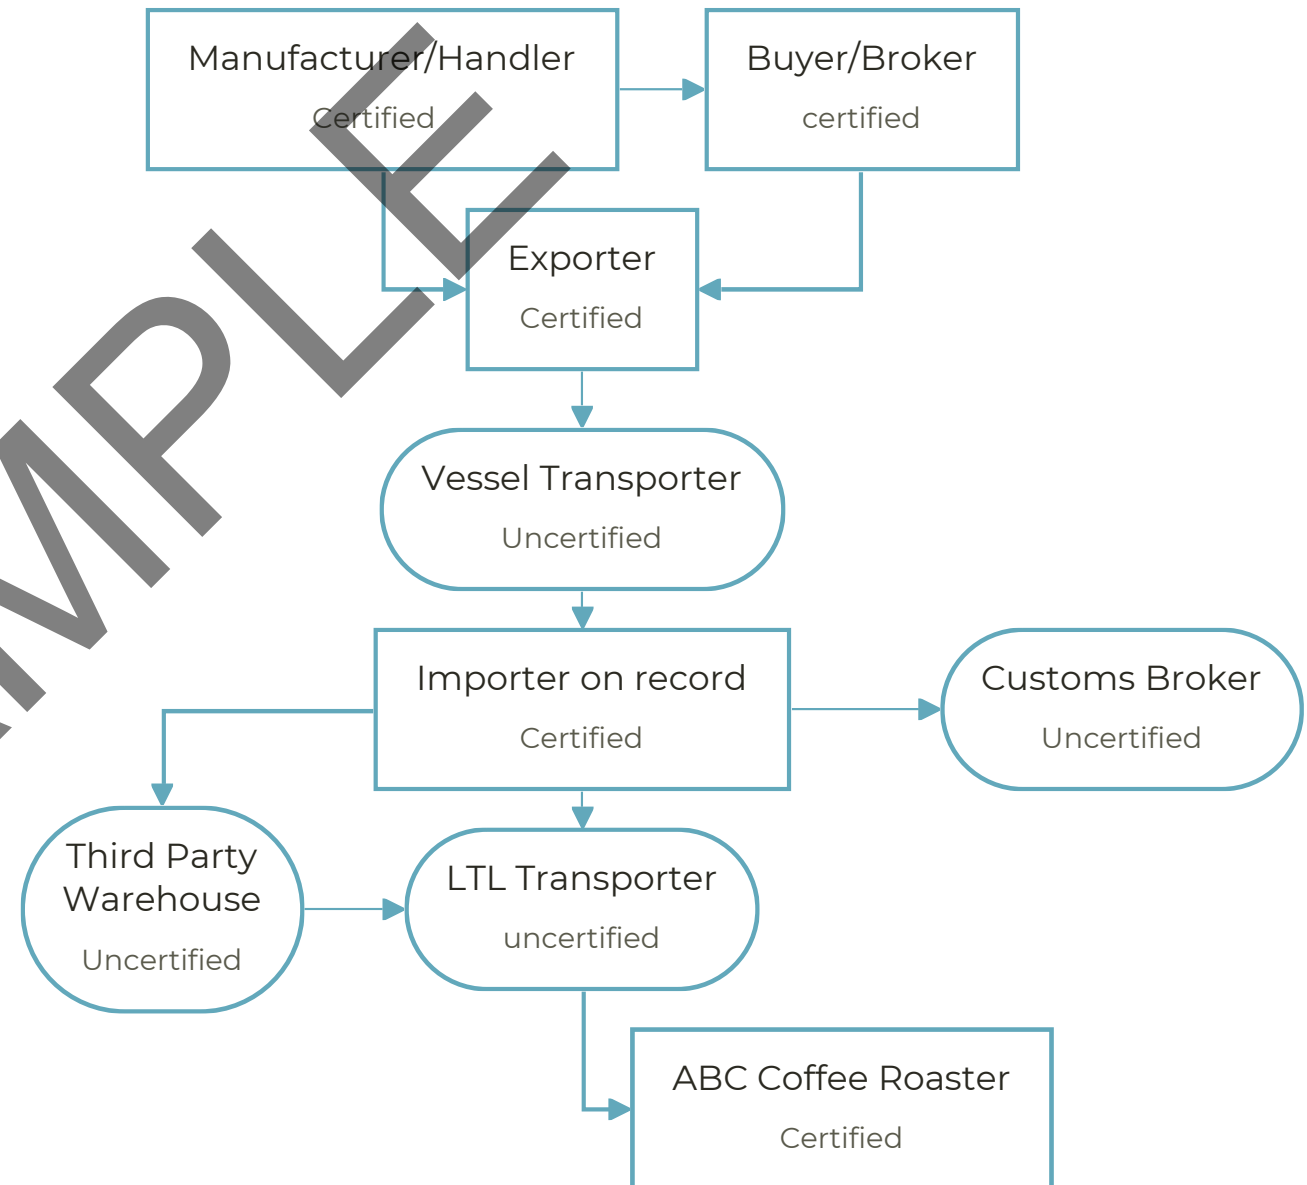 Manufacturer/Handler
Certified
Buyer/Broker
certified
Exporter
Certified
Vessel Transporter
Uncertified
Importer on record
Certified
Customs Broker
Uncertified
Third Party
Warehouse
Uncertified
LTL Transporter
uncertified
ABC Coffee Roaster
Certified
MPLE